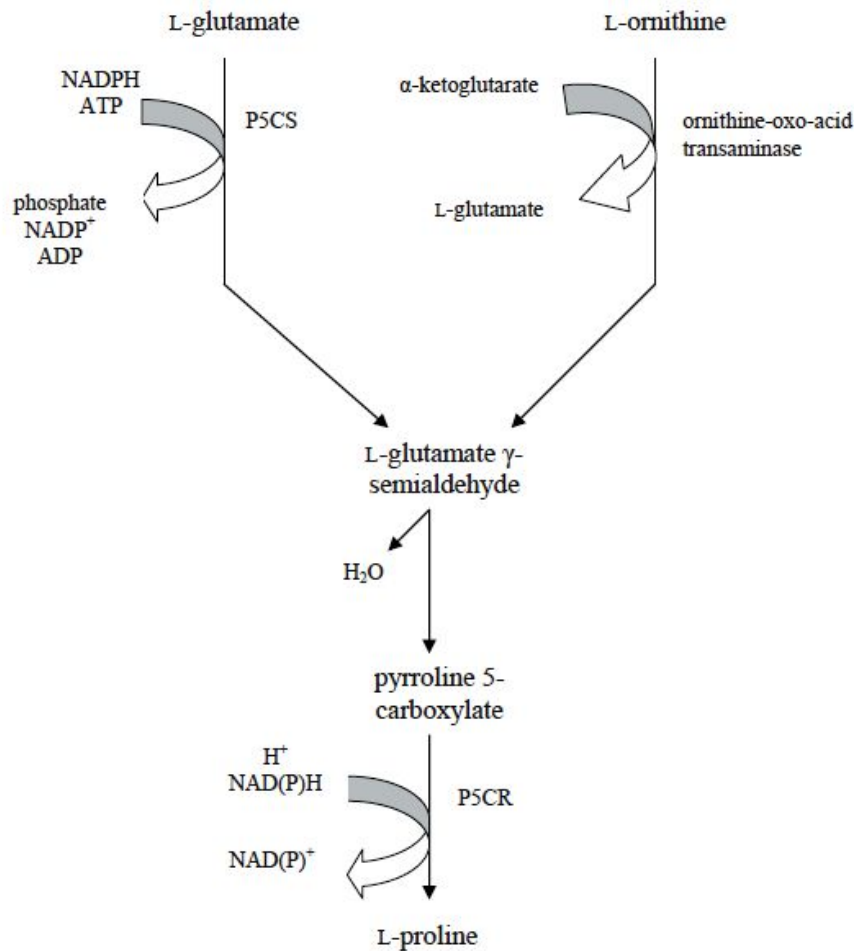 L-glutamate
L-ornithine
NADPH
ATP
P5CS
phosphate
NADP⁺
ADP
α-ketoglutarate
ornithine-oxo-acid
transaminase
L-glutamate
L-glutamate γ-
semialdehyde
H₂O
pyrroline 5-
carboxylate
H⁺
NAD(P)H
P5CR
NAD(P)⁺
L-proline